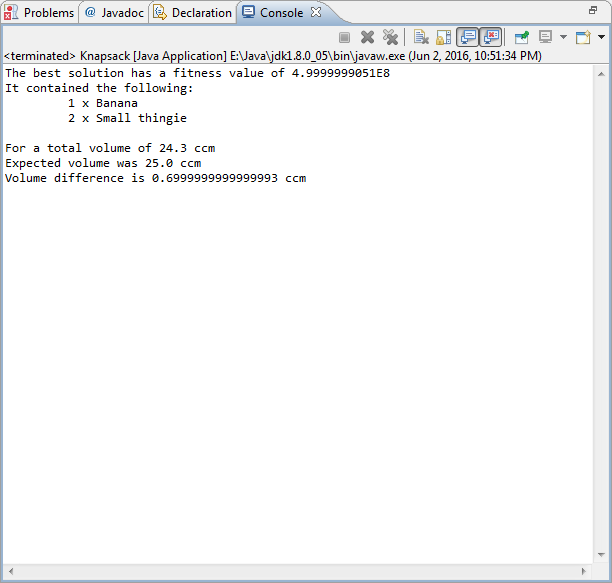 Problems @ Javadoc Declaration Console
<terminated> Knapsack [Java Application] E:\Java\jdk1.8.0_05\bin\javaw.exe (Jun 2, 2016, 10:51:34 PM)
The best solution has a fitness value of 4.9999999051E8
It contained the following:
1 x Banana
2 x Small thingie
For a total volume of 24.3 ccm
Expected volume was 25.0 ccm
Volume difference is 0.6999999999999993 ccm